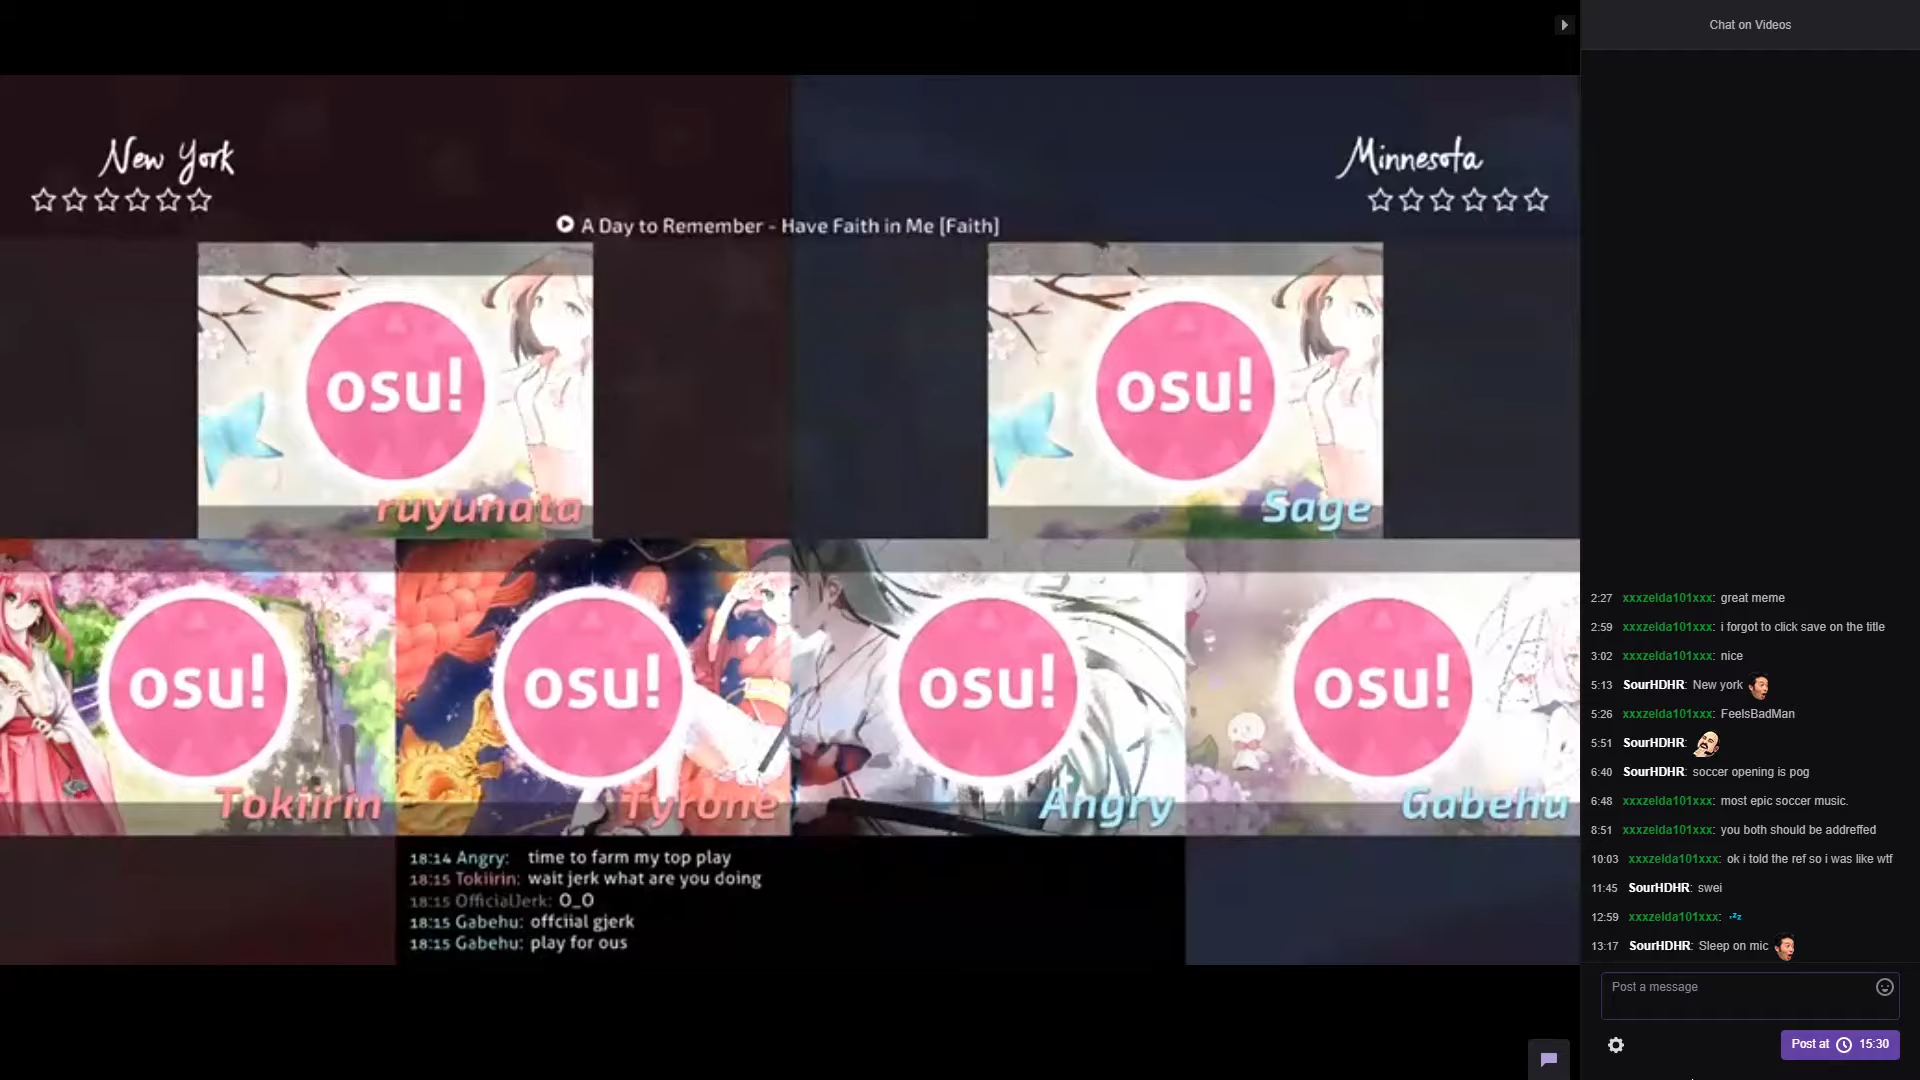 Chat on Videos
New York
Minnesota
A Day to Remember - Have Faith in Me [Faith]
osu!
ruyunata
osu!
Sage
osu!
Tokiirin
osu!
Tyrone
osu!
Angry
osu!
Gabehu
18:14 Angry: time to farm my top play
18:15 Tokiirin: wait jerk what are you doing
18:15 OfficialJerk: O_O
18:15 Gabehu: offciial gjerk
18:15 Gabehu: play for ous
2:27 xxxzelda101xxx: great meme
2:59 xxxzelda101xxx: i forgot to click save on the title
3:02 xxxzelda101xxx: nice
5:13 SourHDHR: New york
5:26 xxxzelda101xxx: FeelsBadMan
5:51 SourHDHR:
6:40 SourHDHR: soccer opening is pog
6:48 xxxzelda101xxx: most epic soccer music.
8:51 xxxzelda101xxx: you both should be addreffed
10:03 xxxzelda101xxx: ok i told the ref so i was like wtf
11:45 SourHDHR: swei
12:59 xxxzelda101xxx: zzz
13:17 SourHDHR: Sleep on mic
Post a message
Post at 15:30